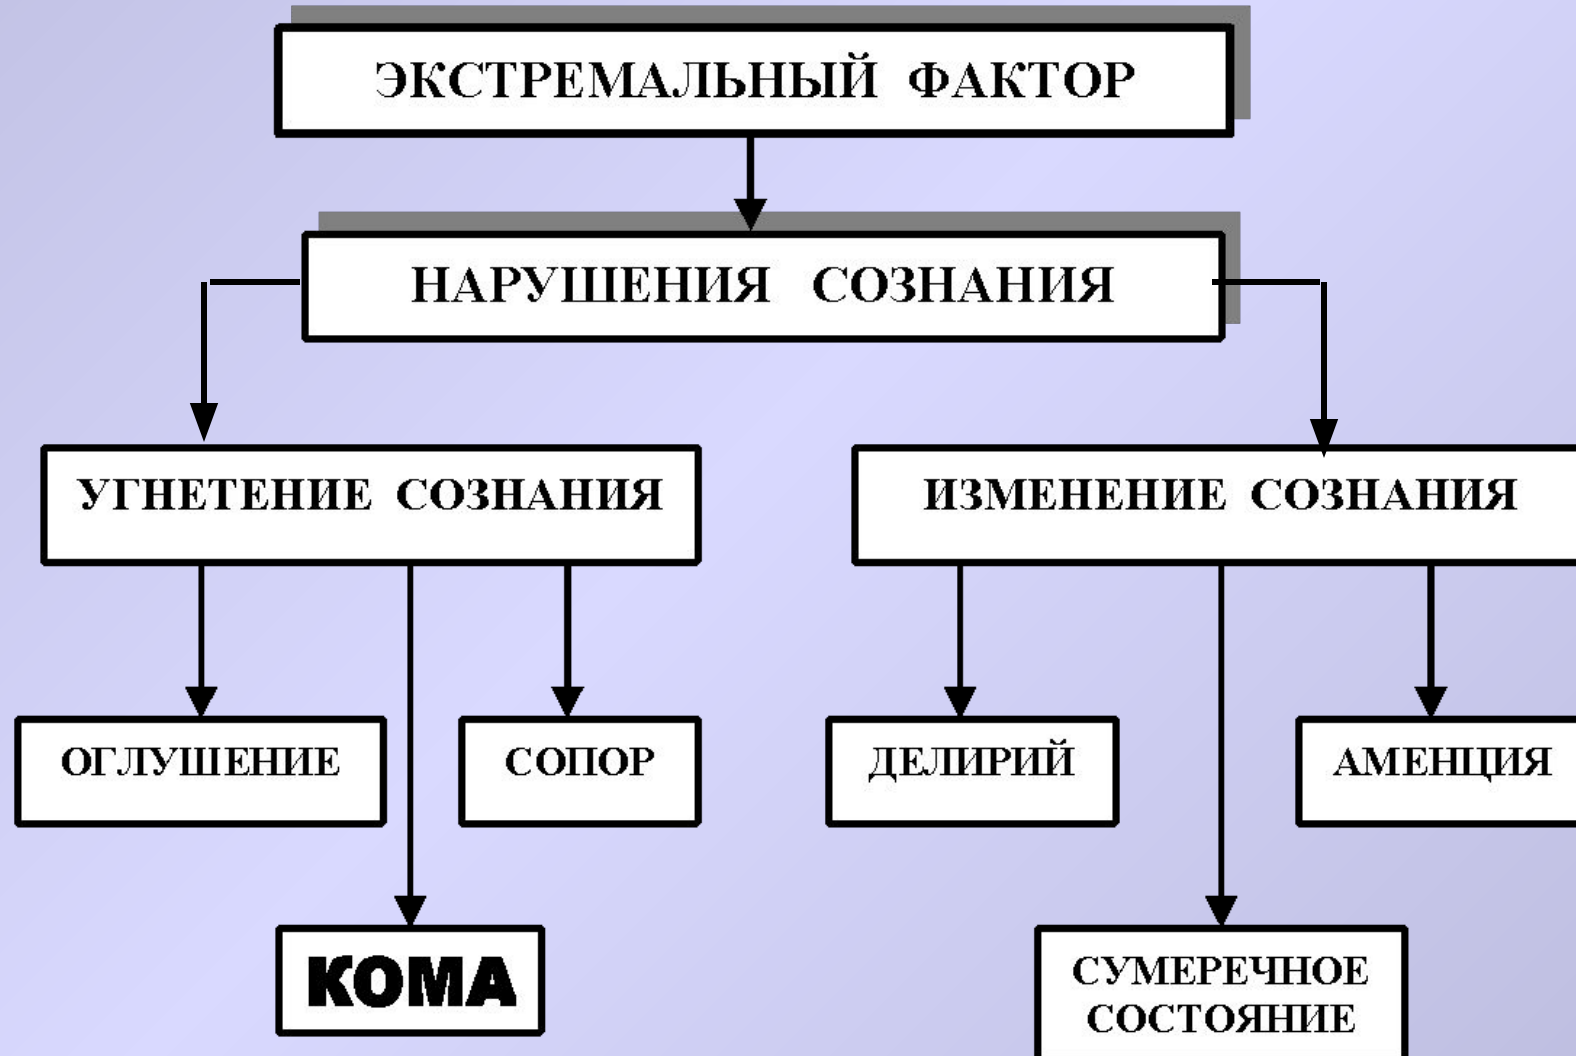 ЭКСТРЕМАЛЬНЫЙ ФАКТОР
НАРУШЕНИЯ СОЗНАНИЯ
УГНЕТЕНИЕ СОЗНАНИЯ
ИЗМЕНЕНИЕ СОЗНАНИЯ
ОГЛУШЕНИЕ
СОПОР
ДЕЛИРИЙ
АМЕНЦИЯ
КОМА
СУМЕРЕЧНОЕ
СОСТОЯНИЕ